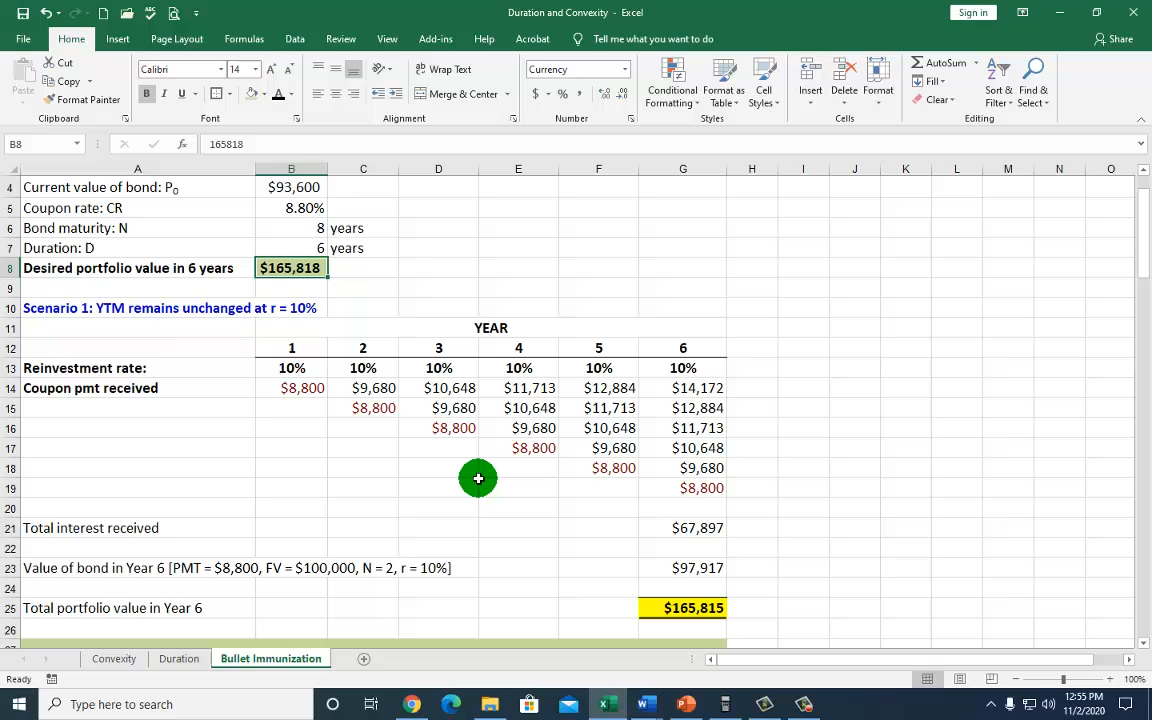 Duration and Convexity - Excel
Sign in
File Home Insert Page Layout Formulas Data Review View Add-ins Help Acrobat Tell me what you want to do Share
Paste Cut Copy Format Painter
Calibri 14 A A
B I U A
ab Wrap Text
Merge & Center
Currency
$ % , .00 .00
Conditional Formatting Format as Table Cell Styles
Insert Delete Format
AutoSum Fill Clear
Sort & Filter Find & Select
Clipboard Font Alignment Number Styles Cells Editing
B8 fx 165818
A B C D E F G H I J K L M N O
4 Current value of bond: P0 $93,600
5 Coupon rate: CR 8.80%
6 Bond maturity: N 8 years
7 Duration: D 6 years
8 Desired portfolio value in 6 years $165,818
9
10 Scenario 1: YTM remains unchanged at r = 10%
11 YEAR
12 1 2 3 4 5 6
13 Reinvestment rate: 10% 10% 10% 10% 10% 10%
14 Coupon pmt received $8,800 $9,680 $10,648 $11,713 $12,884 $14,172
15 $8,800 $9,680 $10,648 $11,713 $12,884
16 $8,800 $9,680 $10,648 $11,713
17 $8,800 $9,680 $10,648
18 $8,800 $9,680
19 $8,800
20
21 Total interest received $67,897
22
23 Value of bond in Year 6 [PMT = $8,800, FV = $100,000, N = 2, r = 10%] $97,917
24
25 Total portfolio value in Year 6 $165,815
26
Convexity Duration Bullet Immunization
Ready 100%
Type here to search
12:55 PM
11/2/2020